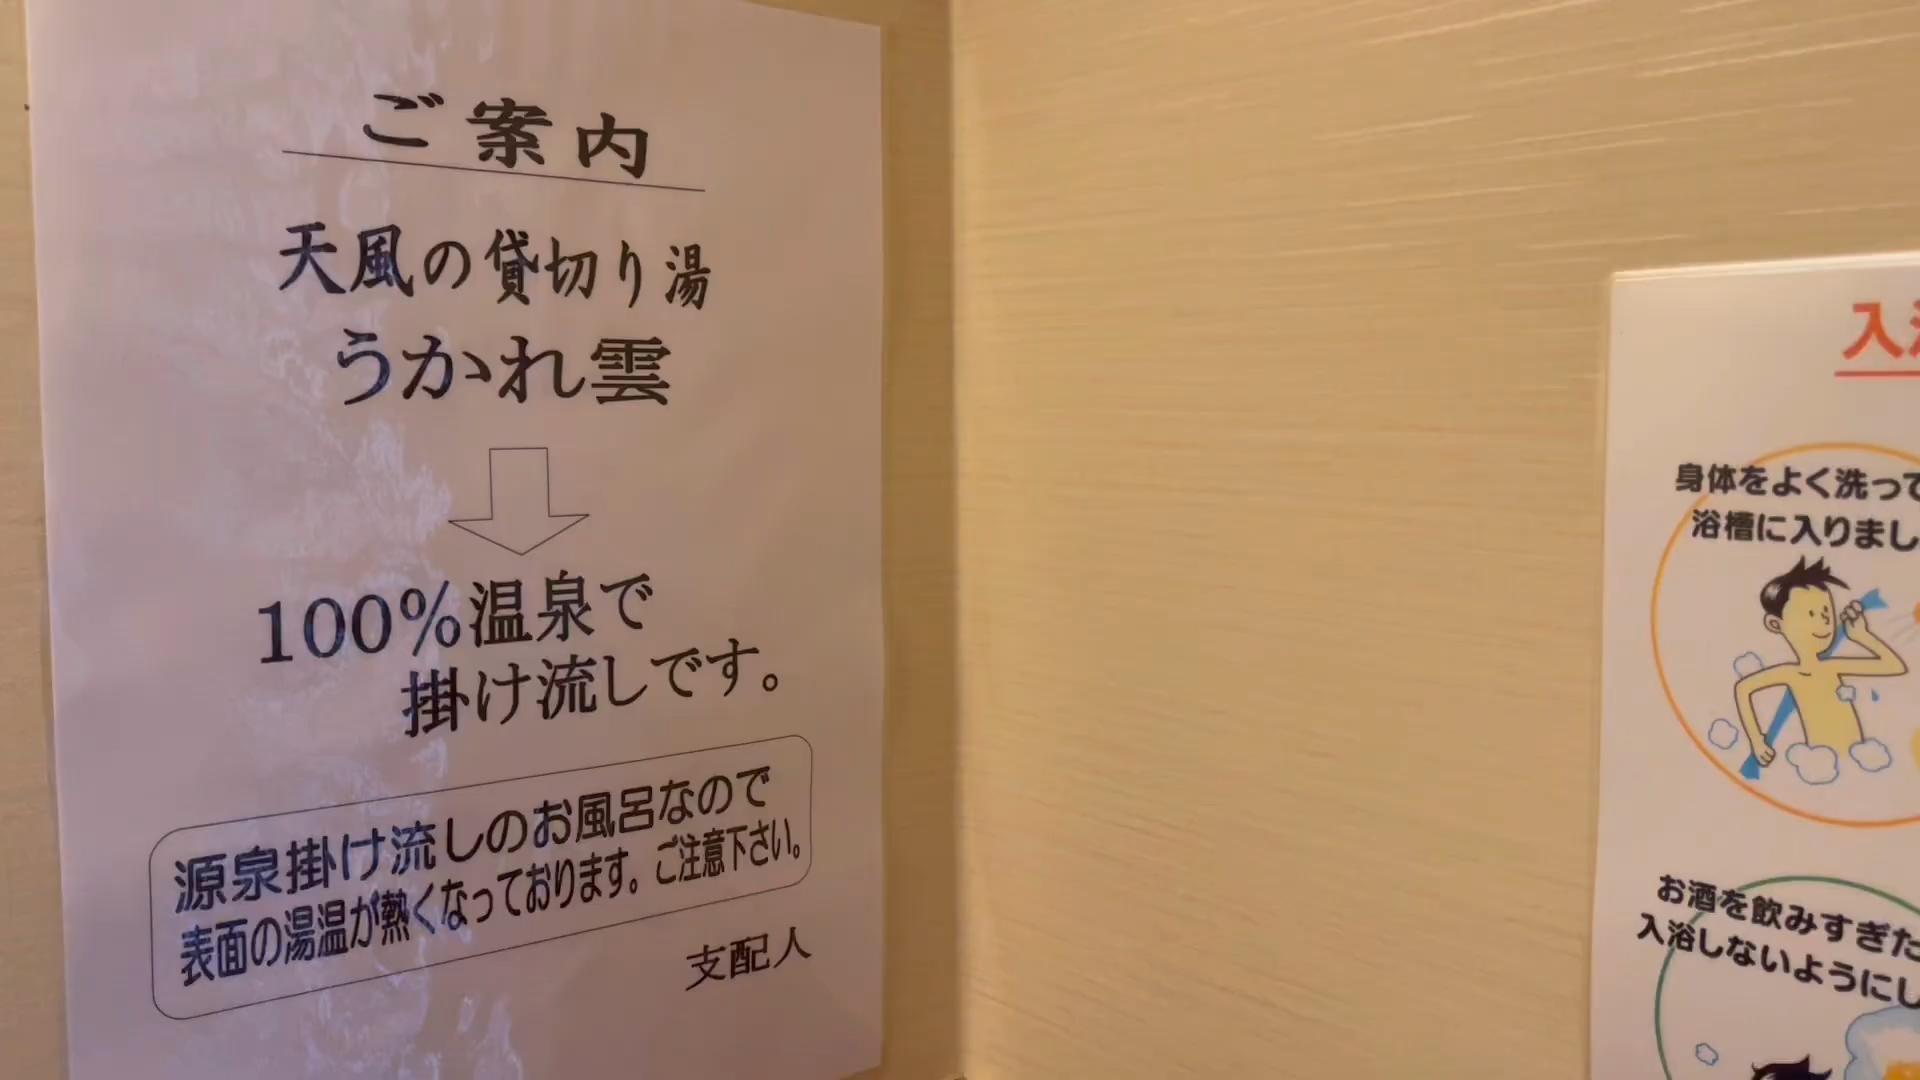 ご案内
天風の貸切り湯
うかれ雲
100%温泉で
掛け流しです。
源泉掛け流しのお風呂なので
表面の湯温が熱くなっております。ご注意下さい。
支配人
入
身体をよく洗って
浴槽に入りまし
お酒を飲みすぎた
入浴しないようにし